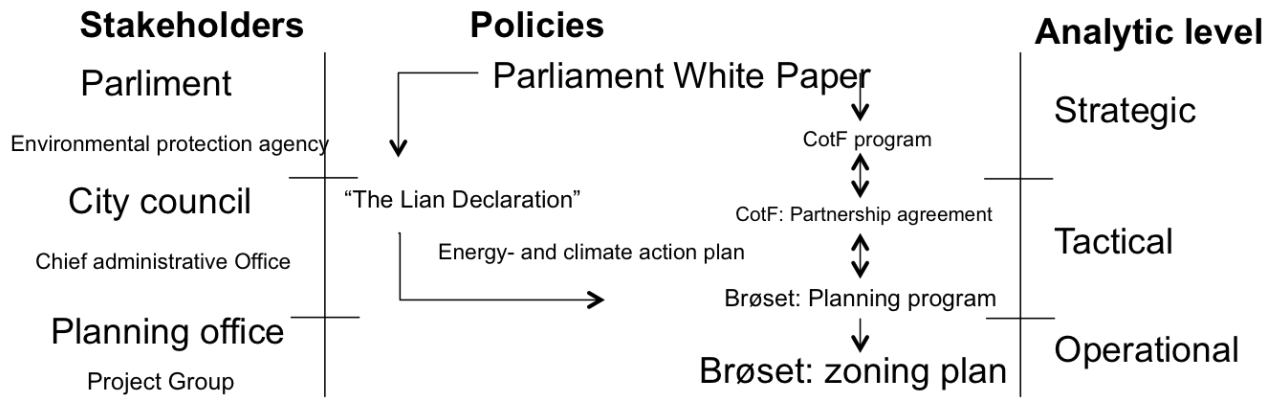 Stakeholders
Policies
Analytic level
Parliment
Parliament White Paper
Strategic
Environmental protection agency
CotF program
City council
“The Lian Declaration”
CotF: Partnership agreement
Tactical
Chief administrative Office
Energy- and climate action plan
Brøset: Planning program
Planning office
Operational
Project Group
Brøset: zoning plan